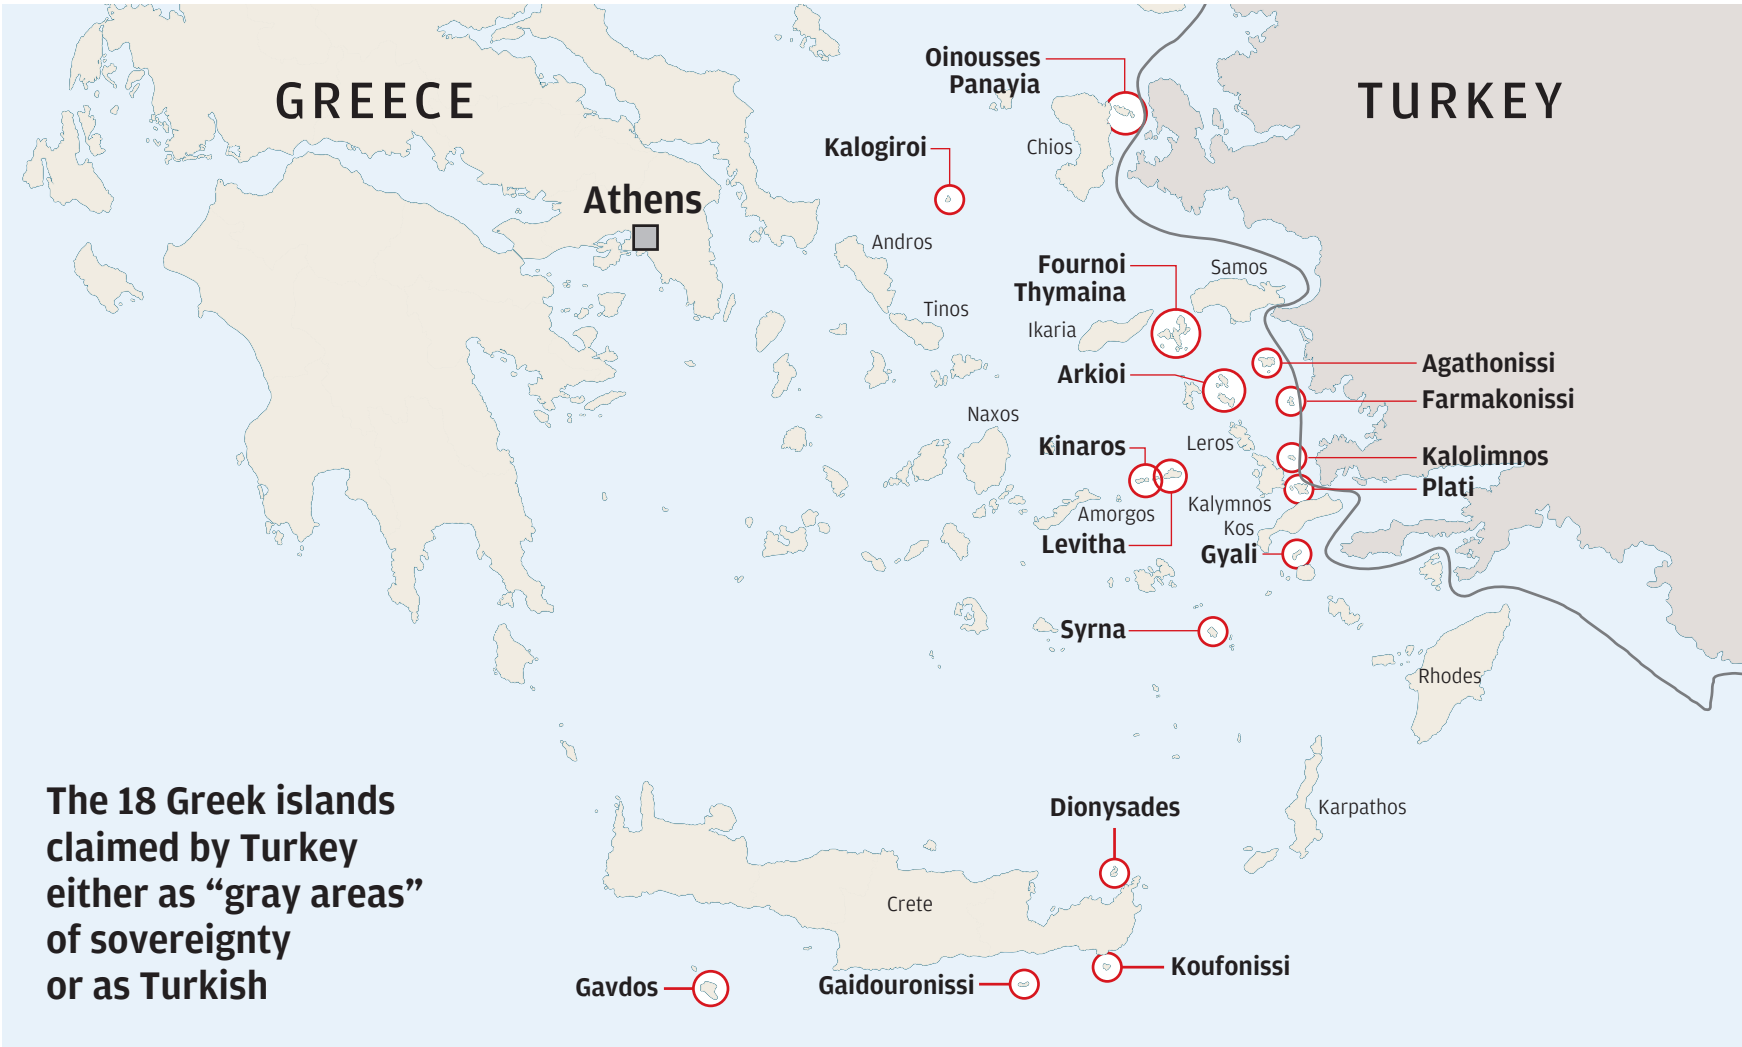 Oinousses
Panayia
GREECE
TURKEY
Kalogiroi
Chios
Athens
Andros
Fournoi
Thymaina
Samos
Tinos
Ikaria
Arkioi
Agathonissi
Farmakonissi
Naxos
Kinaros
Leros
Kalolimnos
Plati
Kalymnos
Amorgos
Kos
Levitha
Gyali
Syrna
Rhodes
The 18 Greek islands
claimed by Turkey
either as “gray areas”
of sovereignty
or as Turkish
Dionysades
Karpathos
Crete
Koufonissi
Gavdos
Gaidouronissi